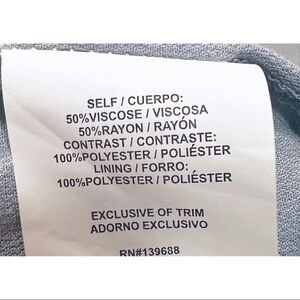 SELF / CUERPO:
50%VISCOSE / VISCOSA
50%RAYON / RAYÓN
CONTRAST / CONTRASTE:
100%POLYESTER / POLIÉSTER
LINING / FORRO:
100%POLYESTER / POLIÉSTER
EXCLUSIVE OF TRIM
ADORNO EXCLUSIVO
RN#139688